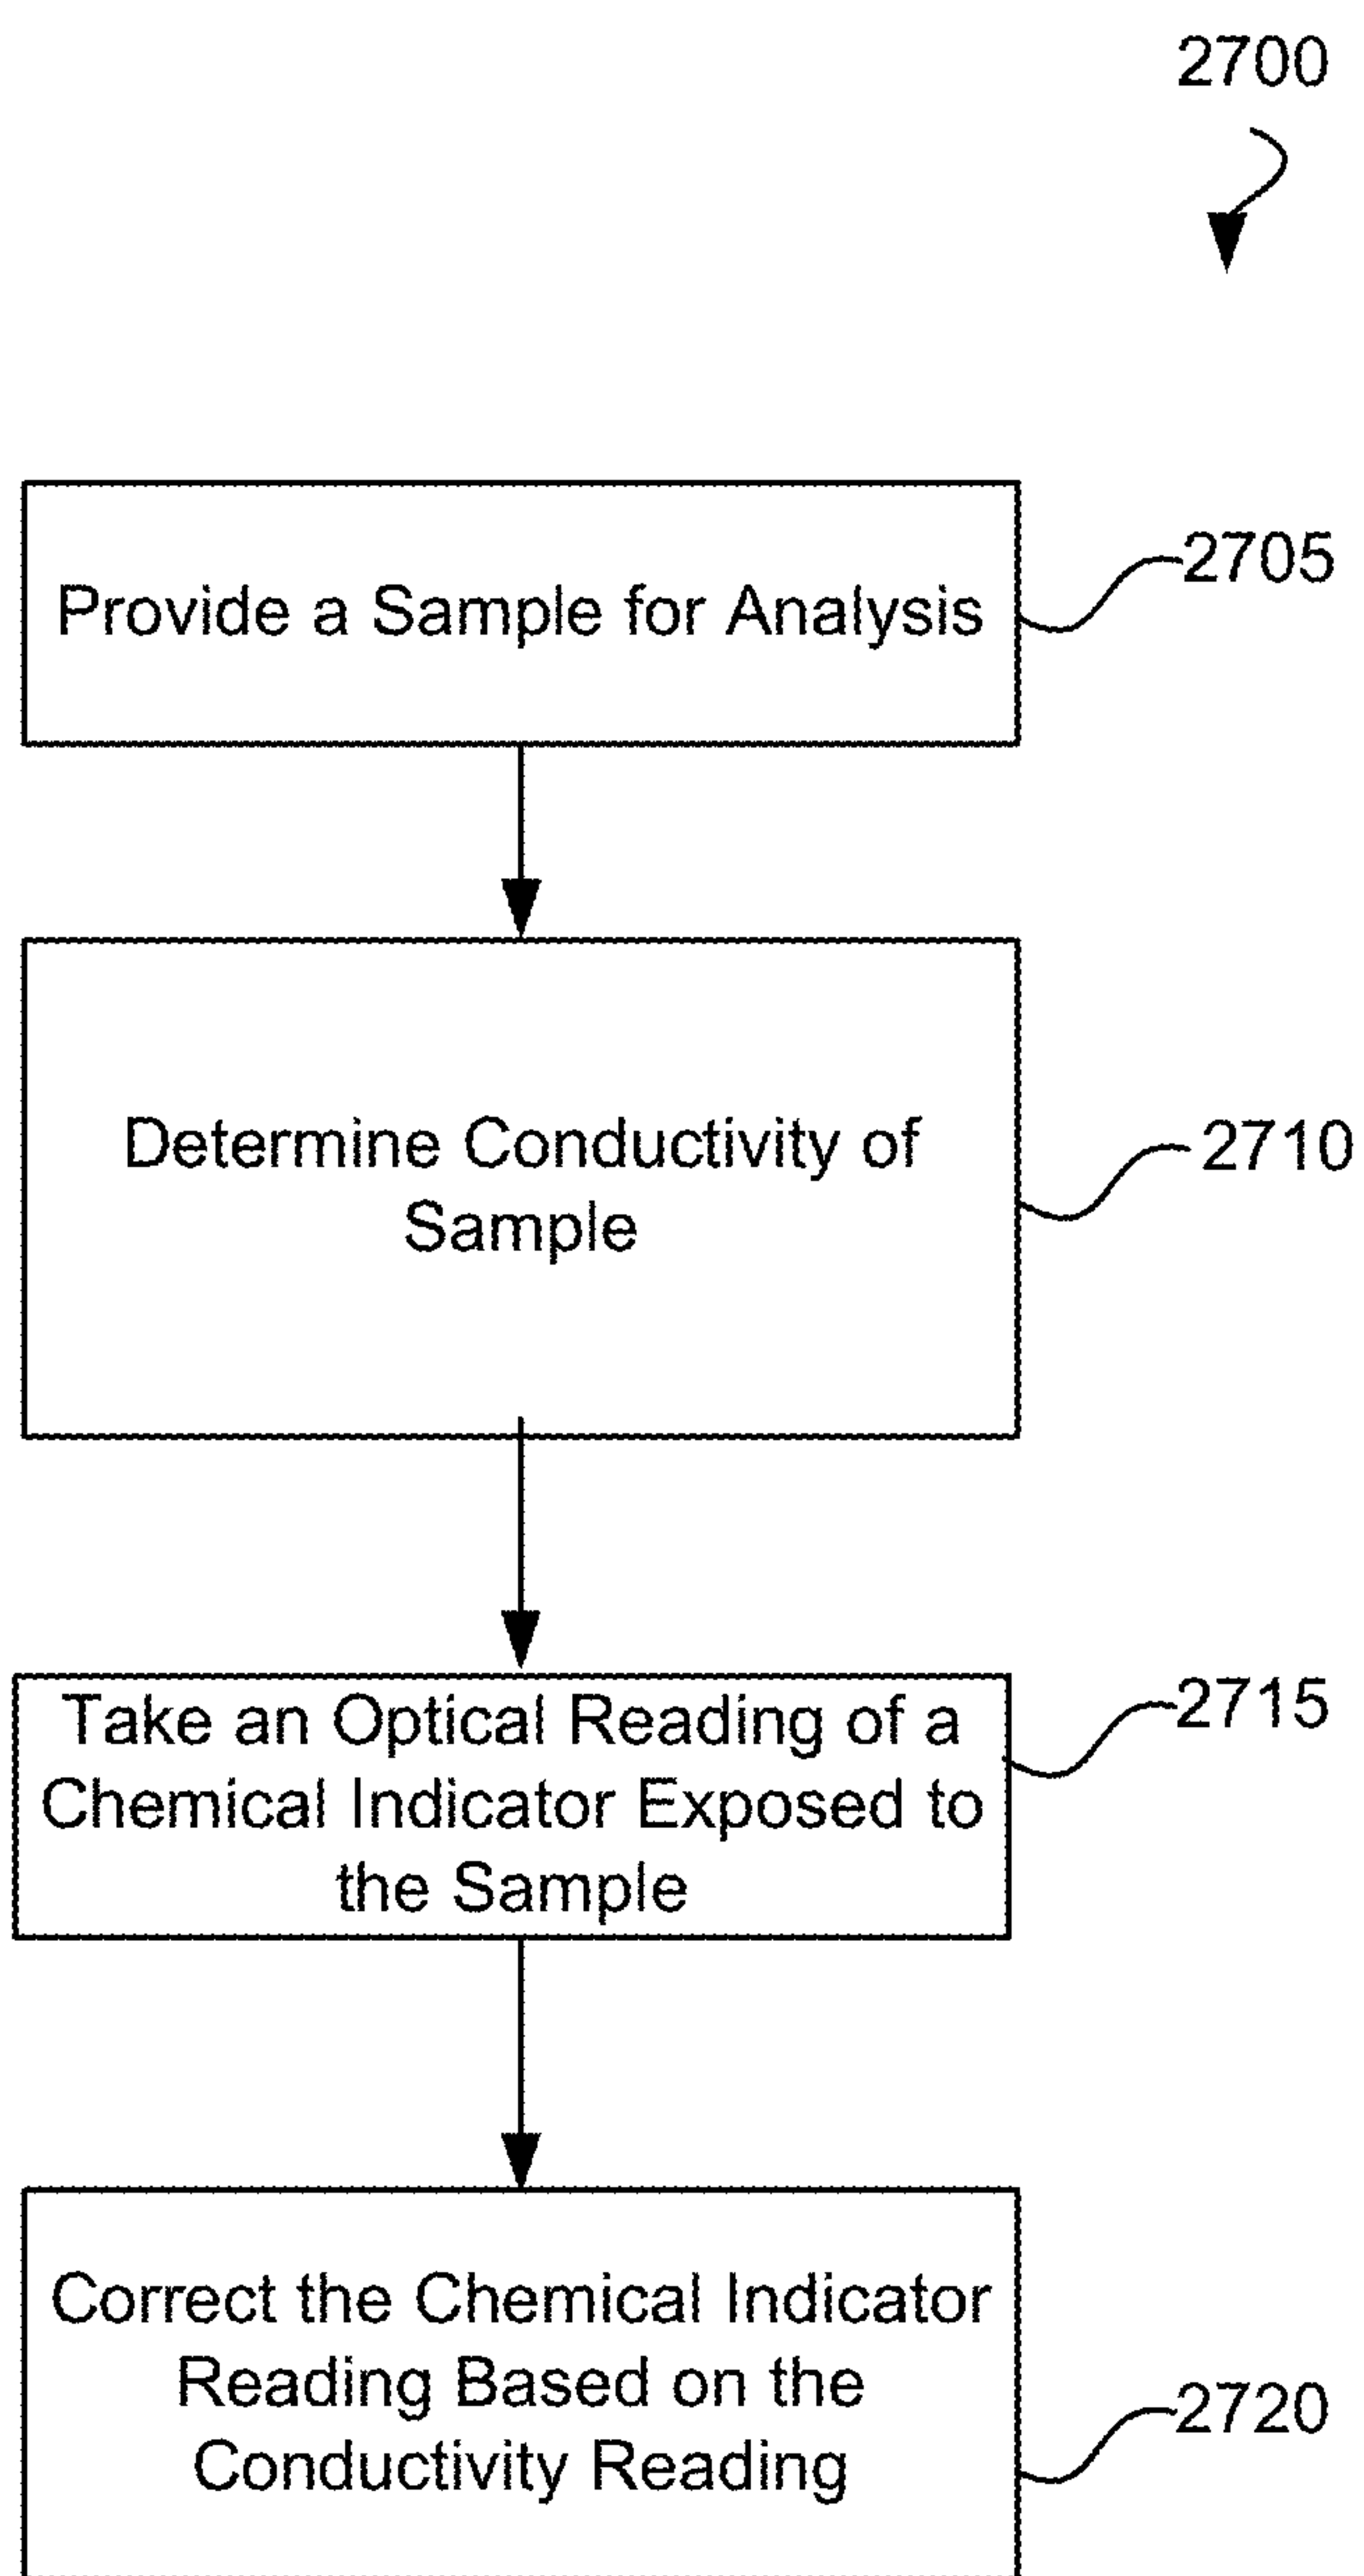 2700
Provide a Sample for Analysis
2705
Determine Conductivity of
Sample
2710
Take an Optical Reading of a
Chemical Indicator Exposed to
the Sample
2715
Correct the Chemical Indicator
Reading Based on the
Conductivity Reading
2720